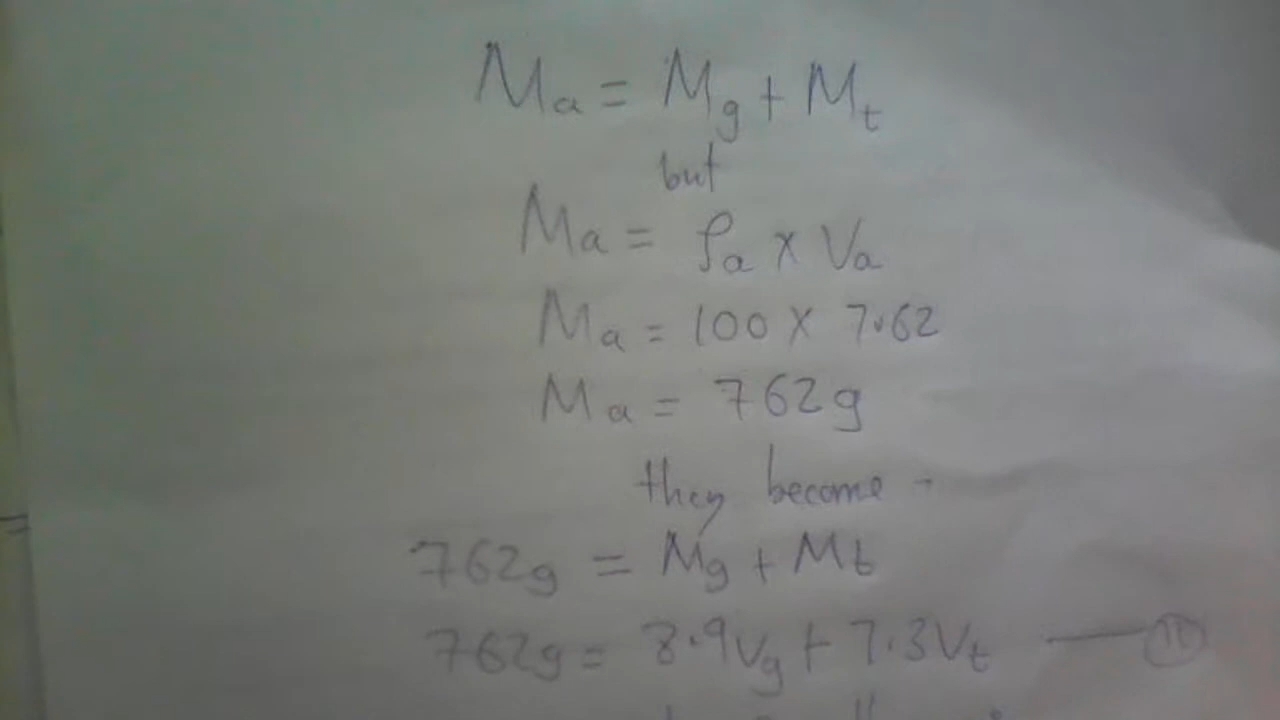 Ma = Mg + Mt
but
Ma = ρa x Va
Ma = 100 x 7.62
Ma = 762g
they become -
762g = Mg + Mt
762g = 8.9Vg + 7.3Vt —